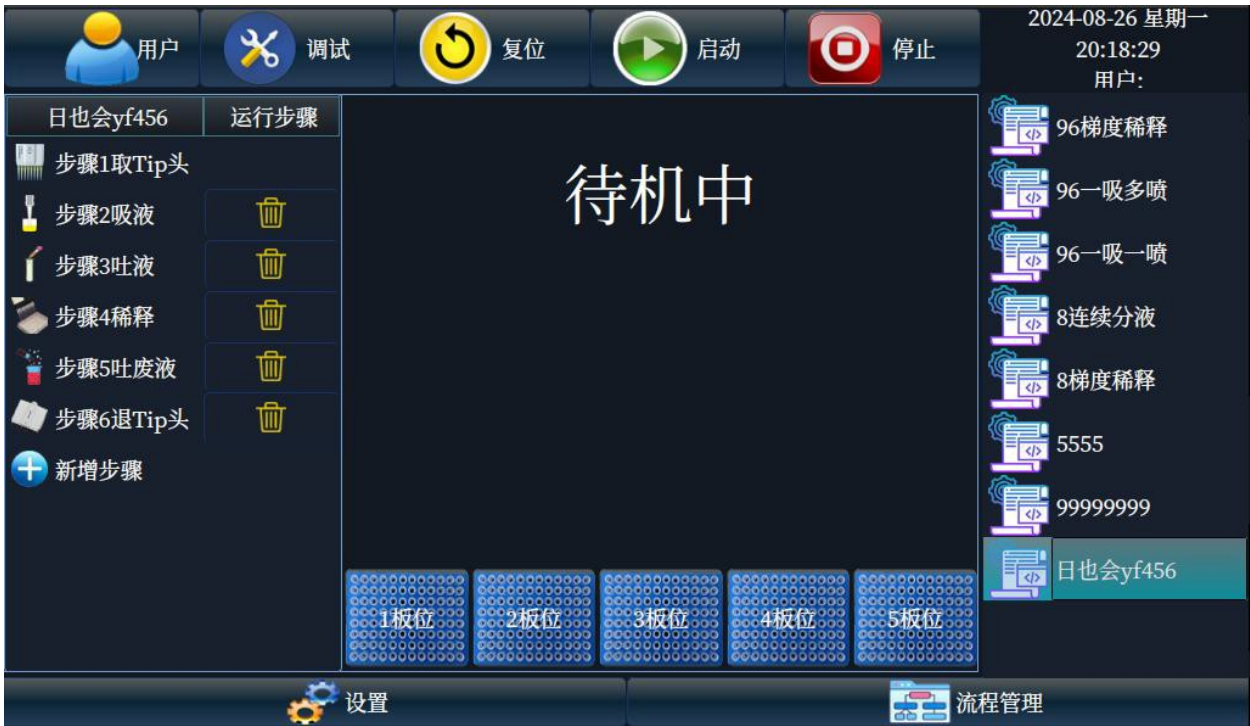 用户
调试
复位
启动
停止
2024-08-26 星期一
20:18:29
用户:
日也会yf456
运行步骤
步骤1取Tip头
步骤2吸液
步骤3吐液
步骤4稀释
步骤5吐废液
步骤6退Tip头
新增步骤
待机中
1板位
2板位
3板位
4板位
5板位
96梯度稀释
96一吸多喷
96一吸一喷
8连续分液
8梯度稀释
5555
99999999
日也会yf456
设置
流程管理